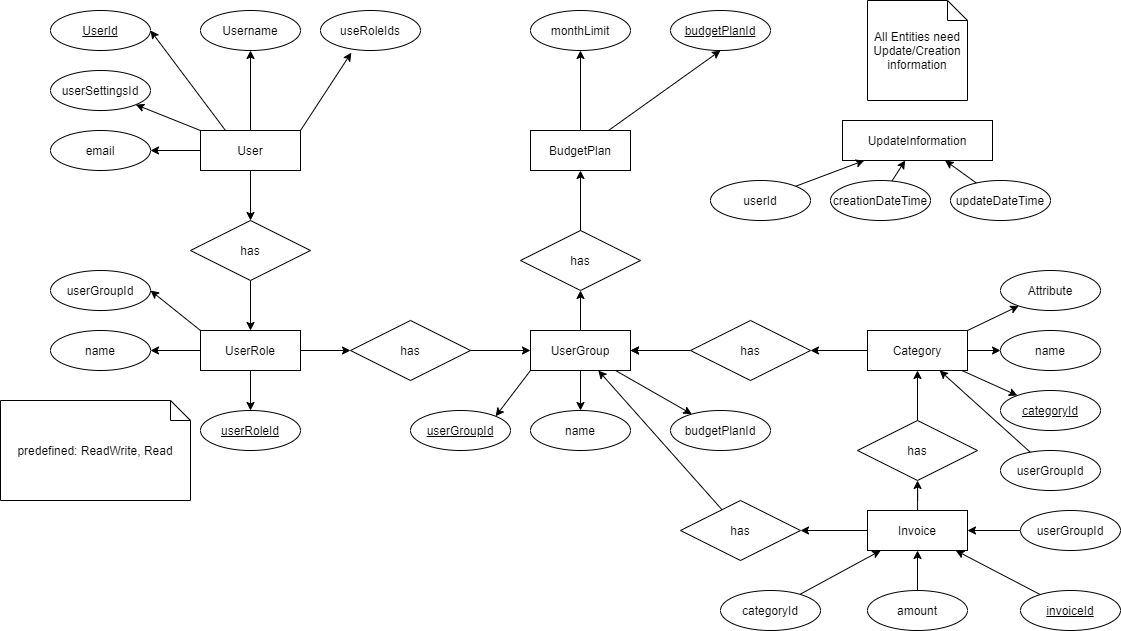 UserId
Username
useRoleIds
monthLimit
budgetPlanId
All Entities need
Update/Creation
information
userSettingsId
email
User
BudgetPlan
UpdateInformation
userId
creationDateTime
updateDateTime
has
has
userGroupId
Attribute
name
UserRole
has
UserGroup
has
Category
name
predefined: ReadWrite, Read
userRoleId
userGroupId
name
budgetPlanId
categoryId
has
userGroupId
has
Invoice
userGroupId
categoryId
amount
invoiceId